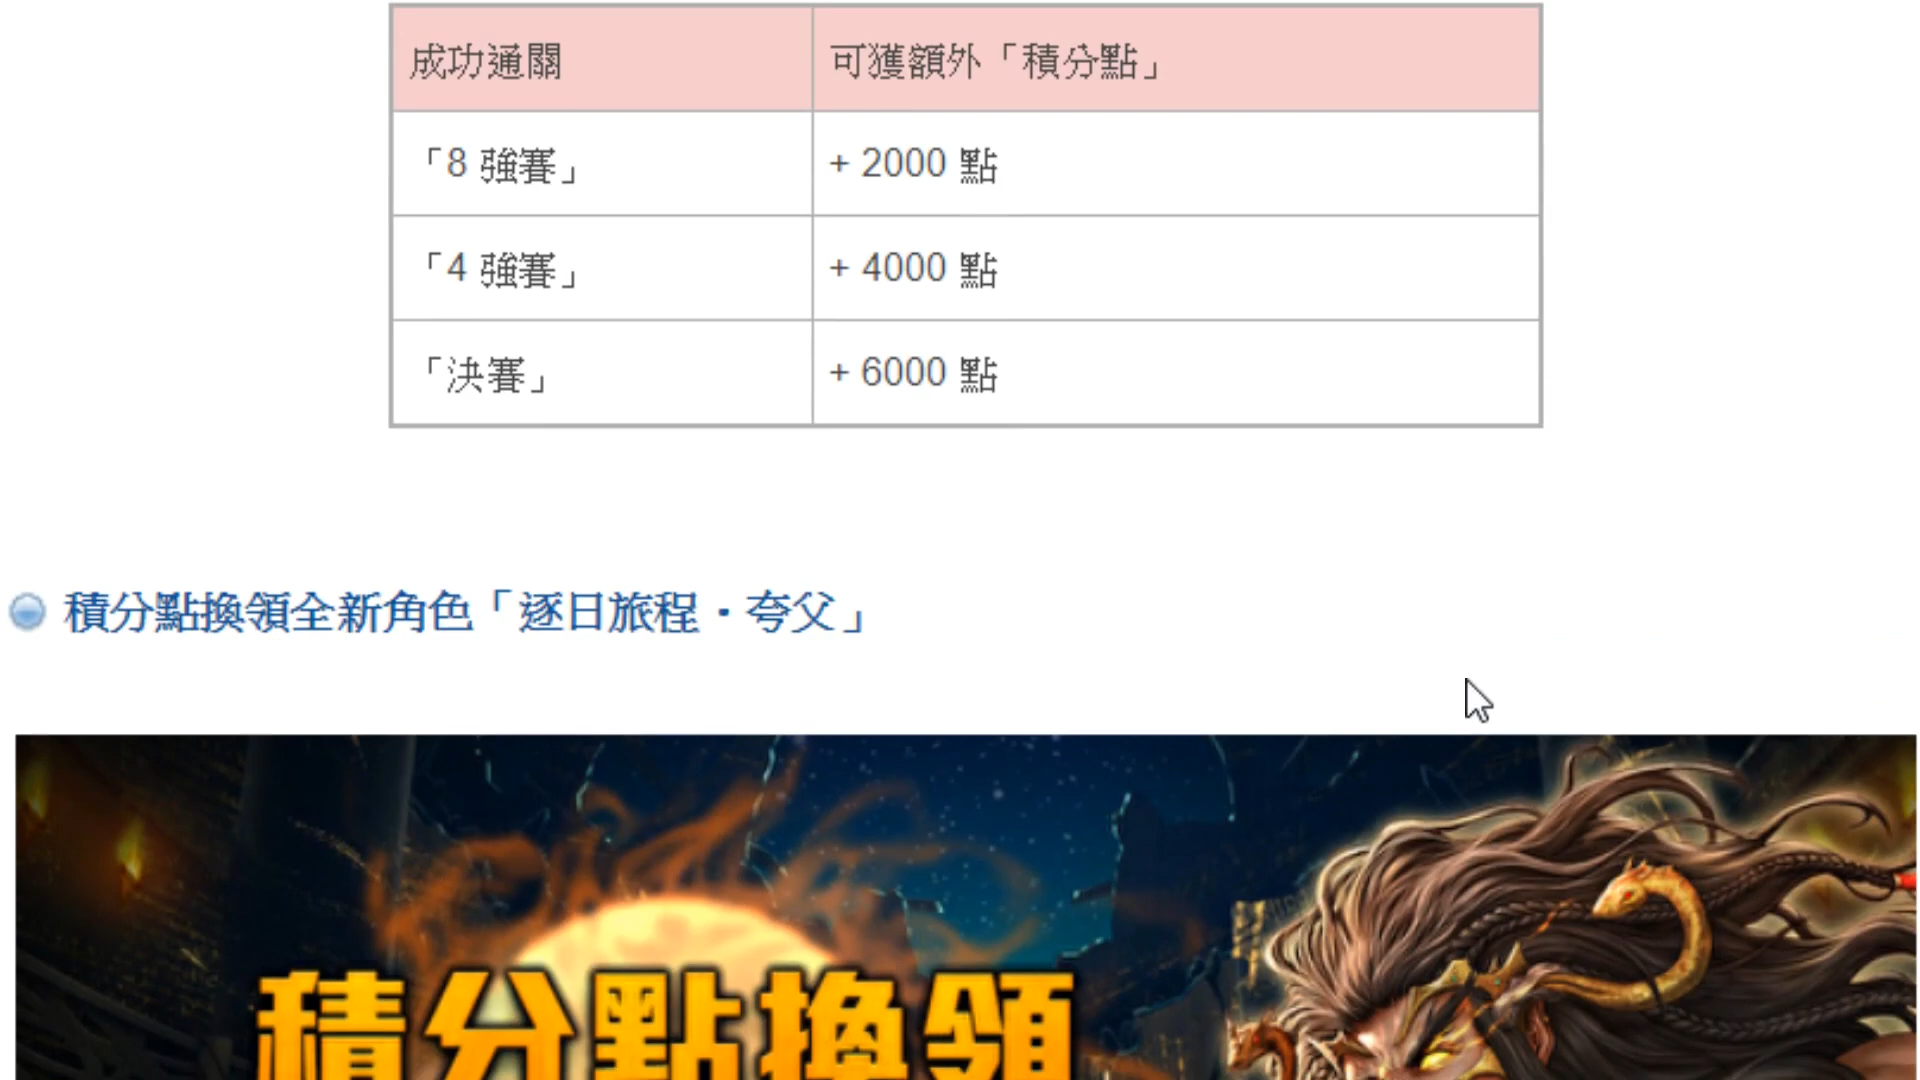 成功通關 可獲額外「積分點」
「8 強賽」 + 2000 點
「4 強賽」 + 4000 點
「決賽」 + 6000 點
積分點換領全新角色「逐日旅程．夸父」
積分點換領